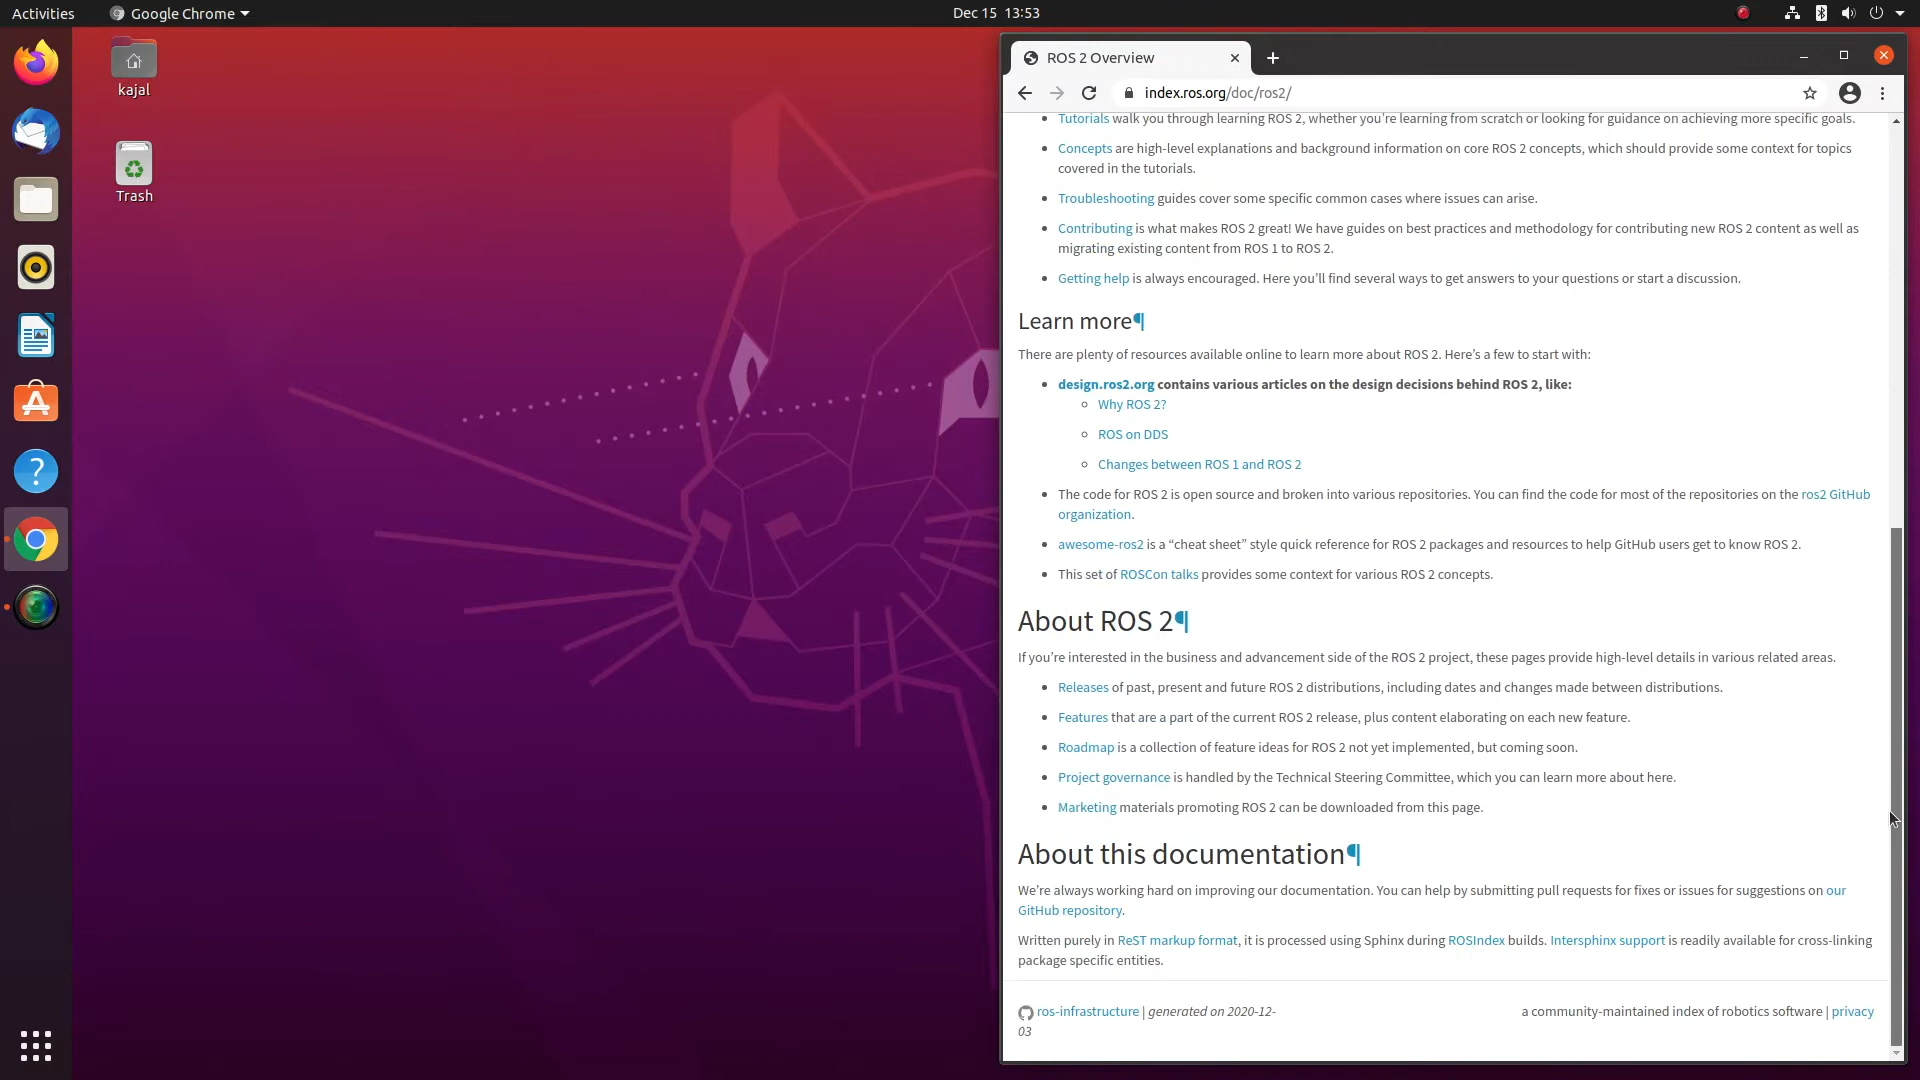 Activities
Google Chrome
Dec 15 13:53
kajal
Trash
ROS 2 Overview
index.ros.org/doc/ros2/
Tutorials walk you through learning ROS 2, whether you’re learning from scratch or looking for guidance on achieving more specific goals.
Concepts are high-level explanations and background information on core ROS 2 concepts, which should provide some context for topics
covered in the tutorials.
Troubleshooting guides cover some specific common cases where issues can arise.
Contributing is what makes ROS 2 great! We have guides on best practices and methodology for contributing new ROS 2 content as well as
migrating existing content from ROS 1 to ROS 2.
Getting help is always encouraged. Here you’ll find several ways to get answers to your questions or start a discussion.
Learn more¶
There are plenty of resources available online to learn more about ROS 2. Here’s a few to start with:
design.ros2.org contains various articles on the design decisions behind ROS 2, like:
Why ROS 2?
ROS on DDS
Changes between ROS 1 and ROS 2
The code for ROS 2 is open source and broken into various repositories. You can find the code for most of the repositories on the ros2 GitHub
organization.
awesome-ros2 is a “cheat sheet” style quick reference for ROS 2 packages and resources to help GitHub users get to know ROS 2.
This set of ROSCon talks provides some context for various ROS 2 concepts.
About ROS 2¶
If you’re interested in the business and advancement side of the ROS 2 project, these pages provide high-level details in various related areas.
Releases of past, present and future ROS 2 distributions, including dates and changes made between distributions.
Features that are a part of the current ROS 2 release, plus content elaborating on each new feature.
Roadmap is a collection of feature ideas for ROS 2 not yet implemented, but coming soon.
Project governance is handled by the Technical Steering Committee, which you can learn more about here.
Marketing materials promoting ROS 2 can be downloaded from this page.
About this documentation¶
We’re always working hard on improving our documentation. You can help by submitting pull requests for fixes or issues for suggestions on our
GitHub repository.
Written purely in ReST markup format, it is processed using Sphinx during ROSIndex builds. Intersphinx support is readily available for cross-linking
package specific entities.
ros-infrastructure | generated on 2020-12-
03
a community-maintained index of robotics software | privacy